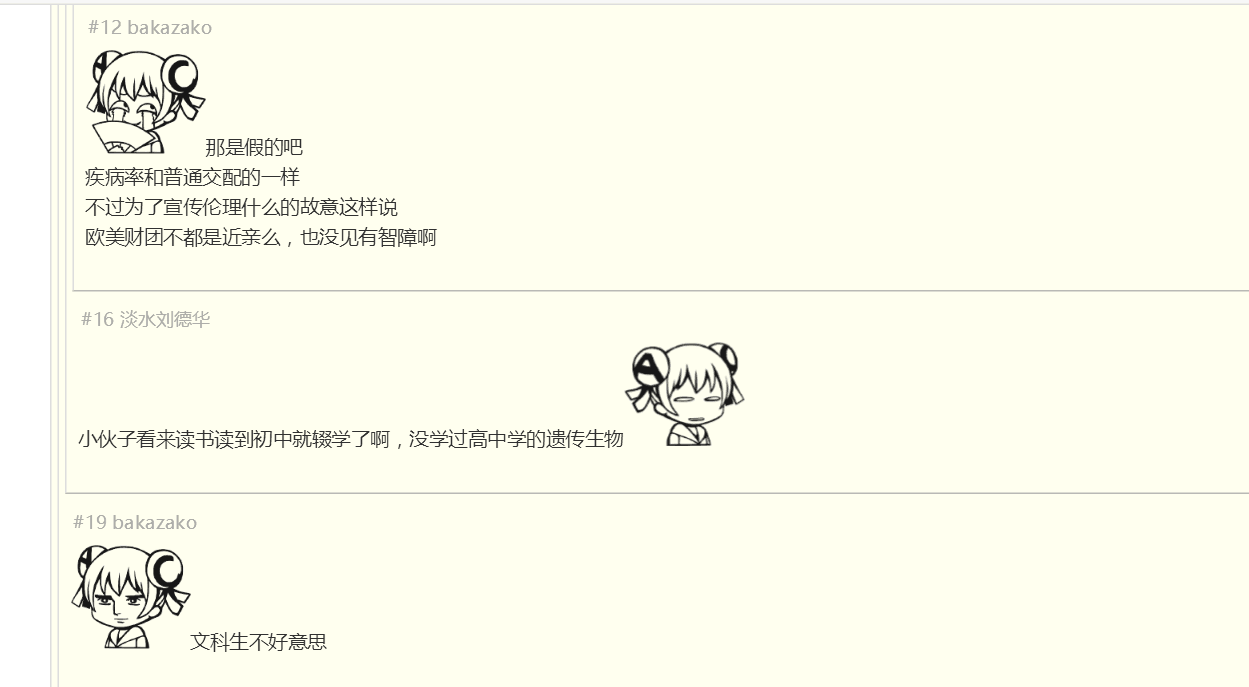 #12 bakazako
那是假的吧
疾病率和普通交配的一样
不过为了宣传伦理什么的故意这样说
欧美财团不都是近亲么，也没见有智障啊
#16 淡水刘德华
小伙子看来读书读到初中就辍学了啊，没学过高中学的遗传生物
#19 bakazako
文科生不好意思